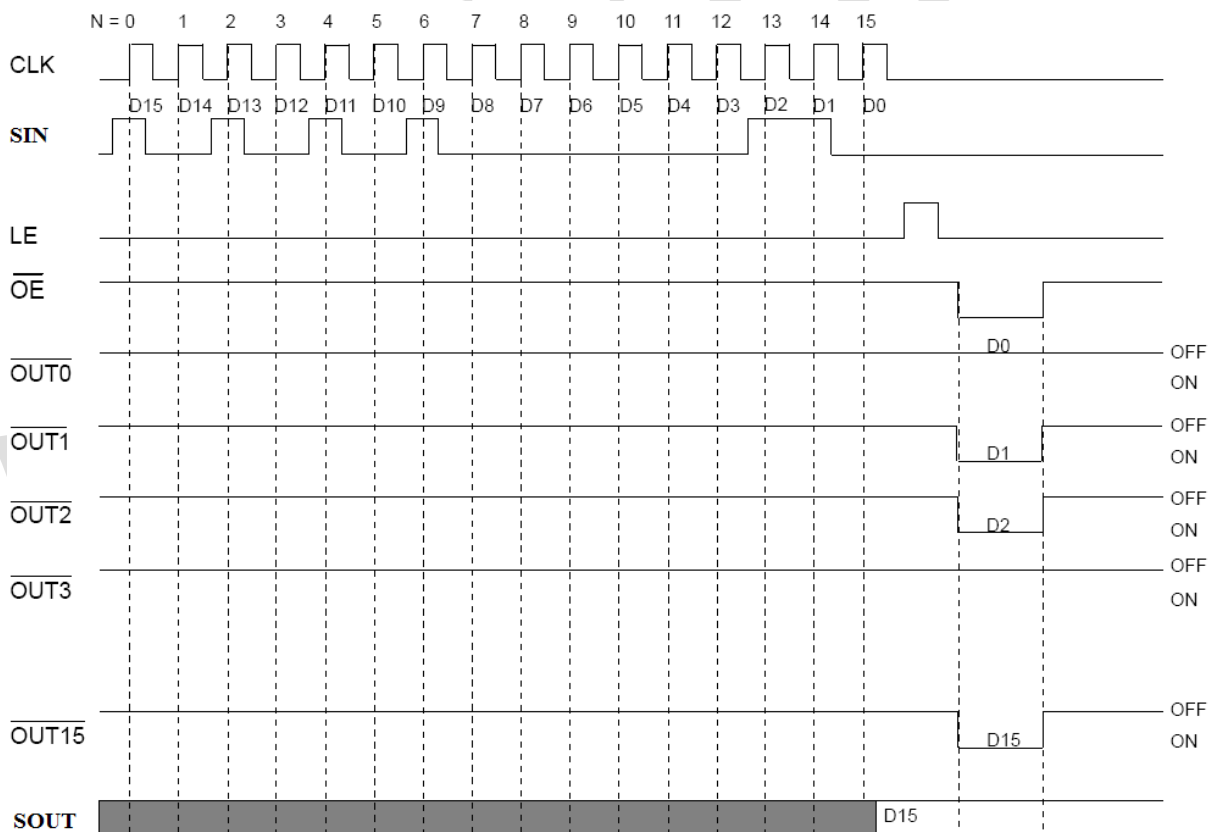 N = 0 1 2 3 4 5 6 7 8 9 10 11 12 13 14 15
CLK
D15 D14 D13 D12 D11 D10 D9 D8 D7 D6 D5 D4 D3 D2 D1 D0
SIN
LE
OE
D0
OFF
OUT0
ON
OFF
OUT1
D1
ON
OFF
OUT2
D2
ON
OFF
OUT3
ON
OFF
OUT15
D15
ON
SOUT
D15